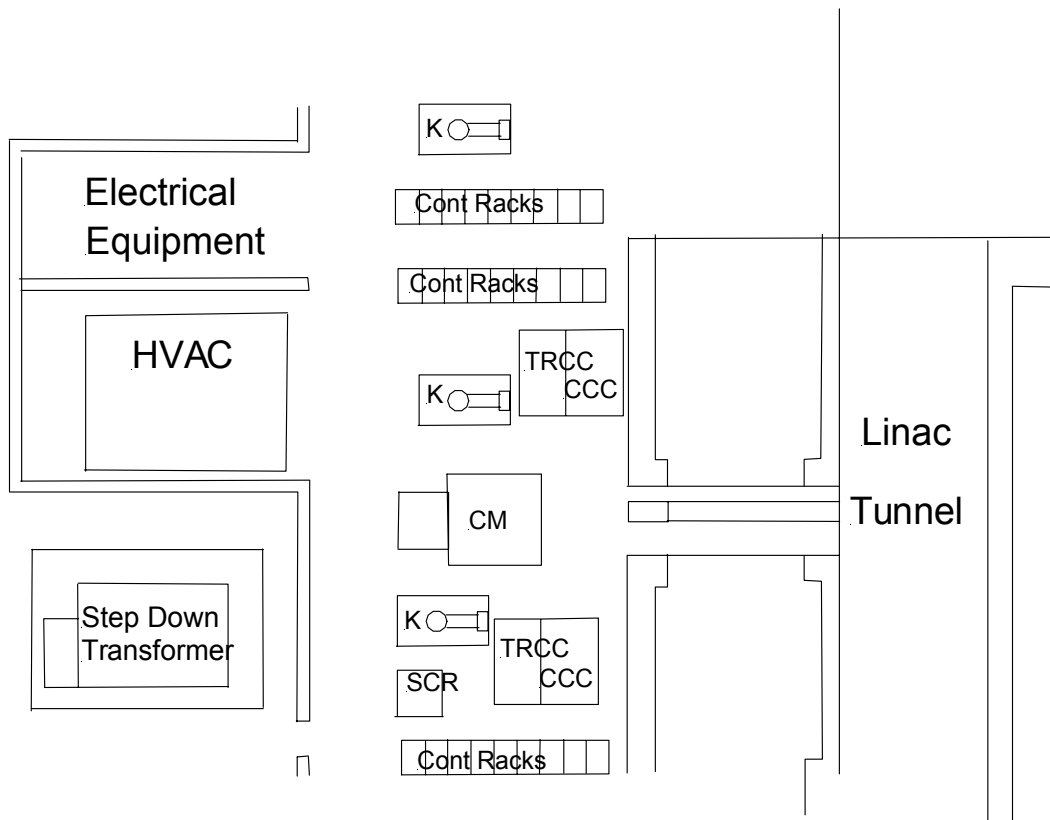 K
Electrical
Equipment
Cont Racks
Cont Racks
HVAC
TRCC
CCC
K
Linac
Tunnel
CM
Step Down
Transformer
K
TRCC
CCC
SCR
Cont Racks